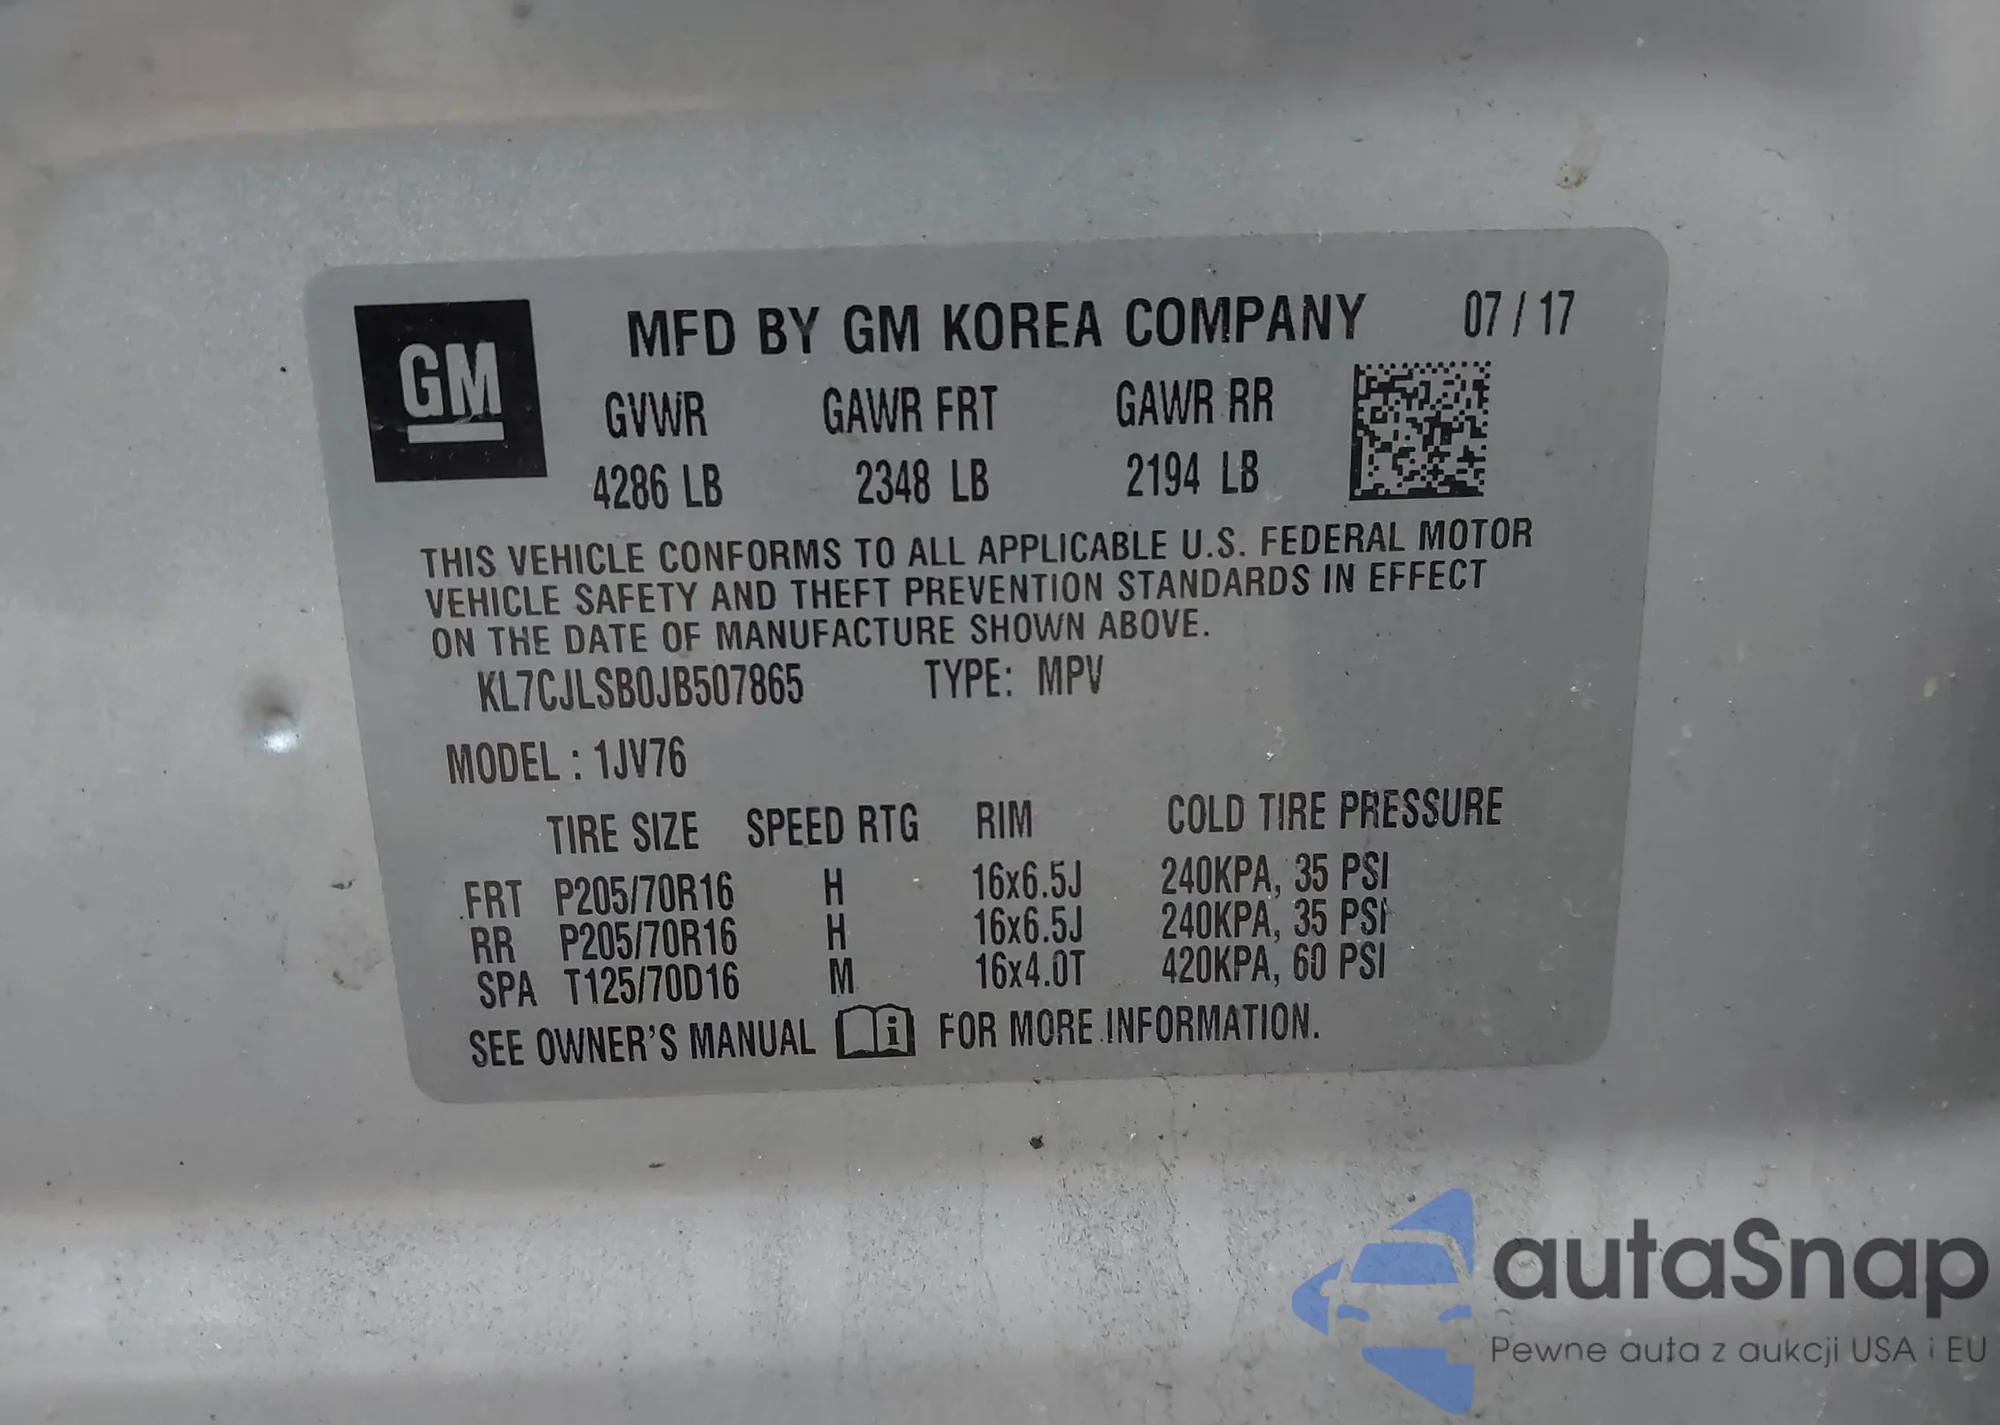 GM
MFD BY GM KOREA COMPANY 07 / 17
GVWR GAWR FRT GAWR RR
4286 LB 2348 LB 2194 LB
THIS VEHICLE CONFORMS TO ALL APPLICABLE U.S. FEDERAL MOTOR
VEHICLE SAFETY AND THEFT PREVENTION STANDARDS IN EFFECT
ON THE DATE OF MANUFACTURE SHOWN ABOVE.
KL7CJLSB0JB507865 TYPE: MPV
MODEL : 1JV76
TIRE SIZE SPEED RTG RIM COLD TIRE PRESSURE
FRT P205/70R16 H 16x6.5J 240KPA, 35 PSI
RR P205/70R16 H 16x6.5J 240KPA, 35 PSI
SPA T125/70D16 M 16x4.0T 420KPA, 60 PSI
SEE OWNER'S MANUAL i FOR MORE INFORMATION.
autaSnap
Pewne auta z aukcji USA i EU